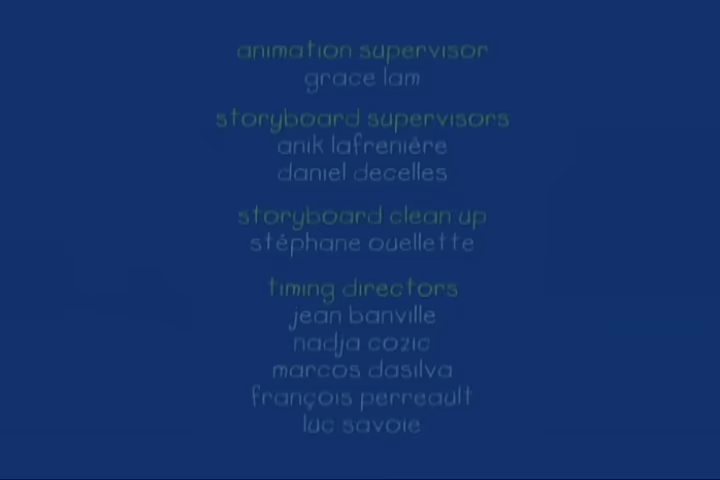 animation supervisor
grace lam
storyboard supervisors
anik lafrenière
daniel decelles
storyboard clean up
stéphane ouellette
timing directors
jean banville
nadja cozic
marcos dasilva
françois perreault
luc savoie